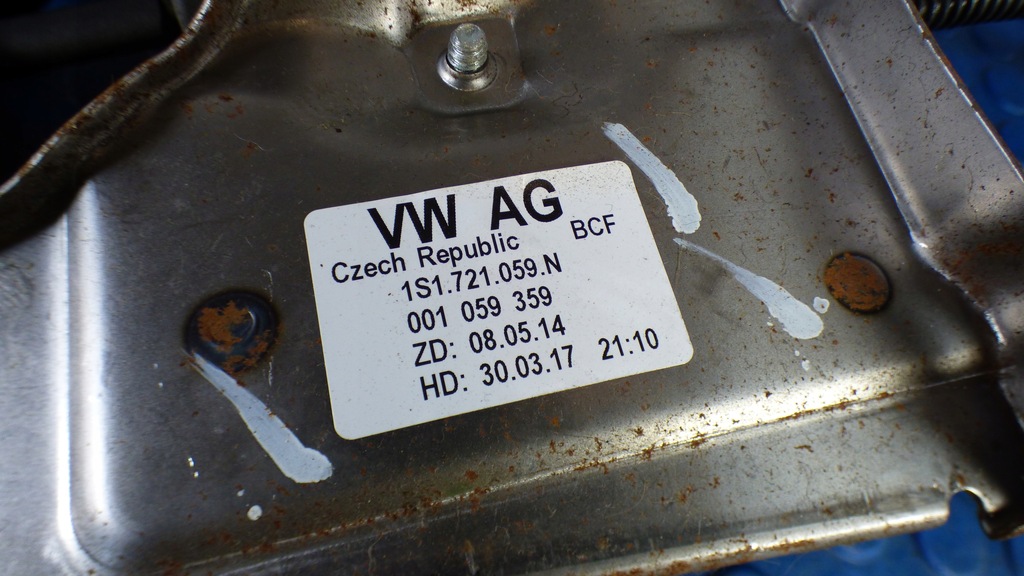 VW AG
Czech Republic BCF
1S1.721.059.N
001 059 359
ZD: 08.05.14
HD: 30.03.17 21:10